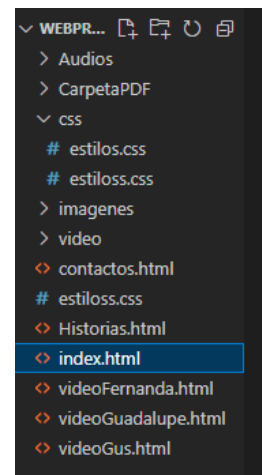 WEBPR...
Audios
CarpetaPDF
css
# estilos.css
# estiloss.css
imagenes
video
<> contactos.html
# estiloss.css
<> Historias.html
<> index.html
<> videoFernanda.html
<> videoGuadalupe.html
<> videoGus.html